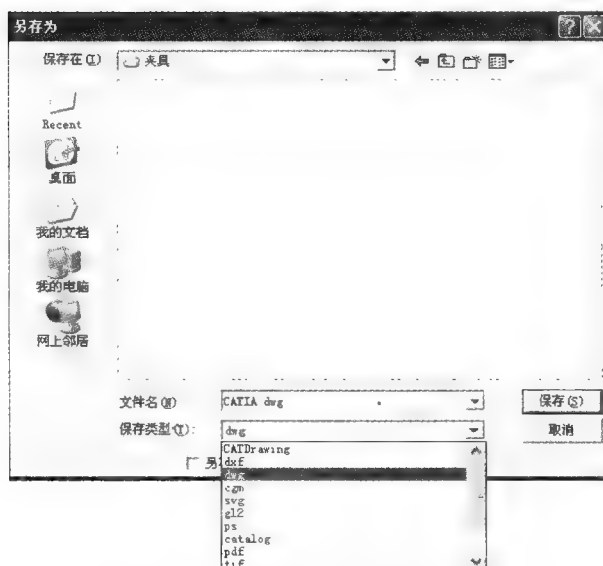 另存为
保存在(I)
夹具
Recent
桌面
我的文档
我的电脑
网上邻居
文件名(N)
CATIA dwg
保存(S)
保存类型(T):
dwg
取消
CATDrawing
dxf
dwg
cgm
svg
gl2
ps
catalog
pdf
tif
另